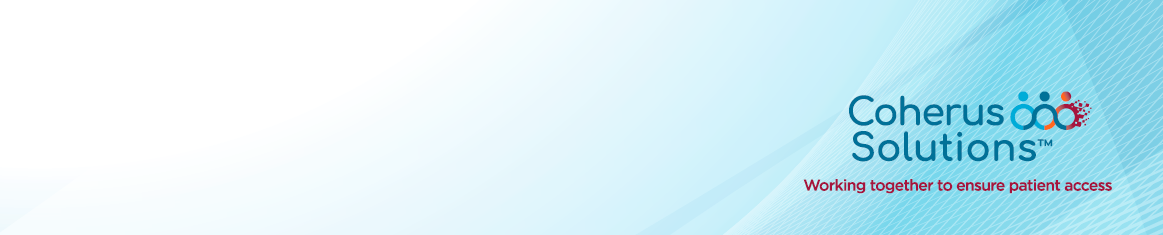 Coherus
Solutions™
Working together to ensure patient access